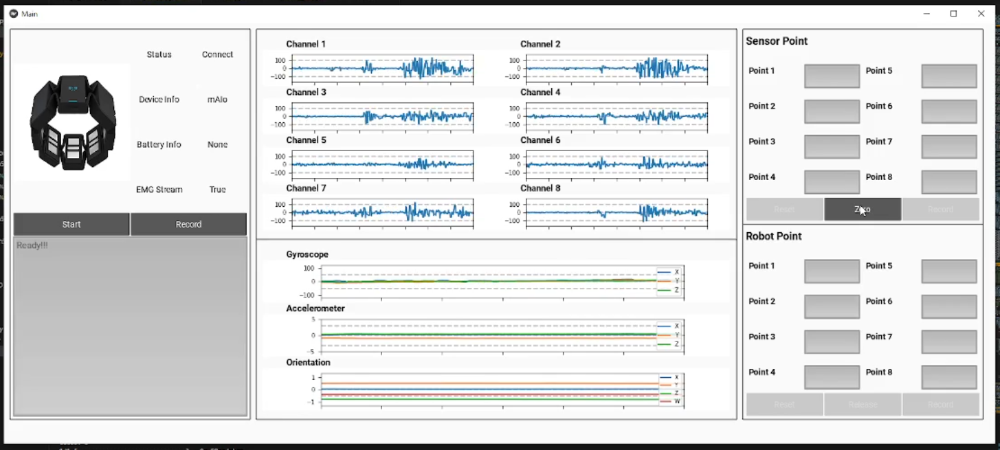 Main
Status Connect
Device Info mAlo
Battery Info None
EMG Stream True
Start Record
Ready!!!
Channel 1 Channel 2
100 100
0 0
−100 −100
Channel 3 Channel 4
100 100
0 0
−100 −100
Channel 5 Channel 6
100 100
0 0
−100 −100
Channel 7 Channel 8
100 100
0 0
−100 −100
Gyroscope
100
0
−100
X
Y
Z
Accelerometer
5
0
−5
X
Y
Z
Orientation
1
0
−1
X
Y
Z
W
Sensor Point
Point 1 Point 5
Point 2 Point 6
Point 3 Point 7
Point 4 Point 8
Reset Zero Record
Robot Point
Point 1 Point 5
Point 2 Point 6
Point 3 Point 7
Point 4 Point 8
Reset Release Record